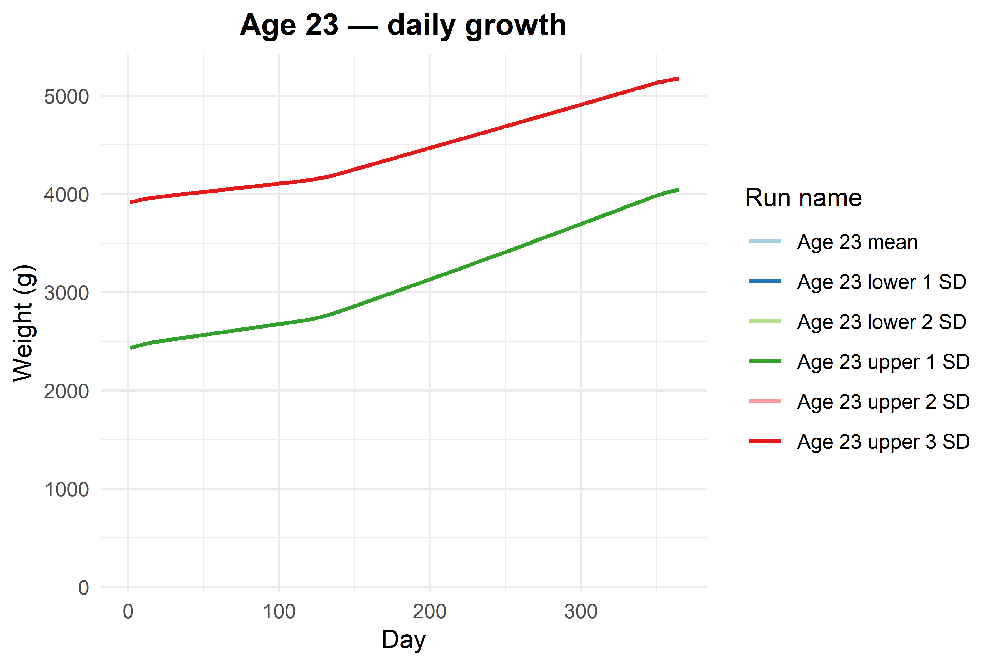 Age 23 — daily growth
5000
4000
3000
2000
1000
0
Weight (g)
0 100 200 300
Day
Run name
Age 23 mean
Age 23 lower 1 SD
Age 23 lower 2 SD
Age 23 upper 1 SD
Age 23 upper 2 SD
Age 23 upper 3 SD